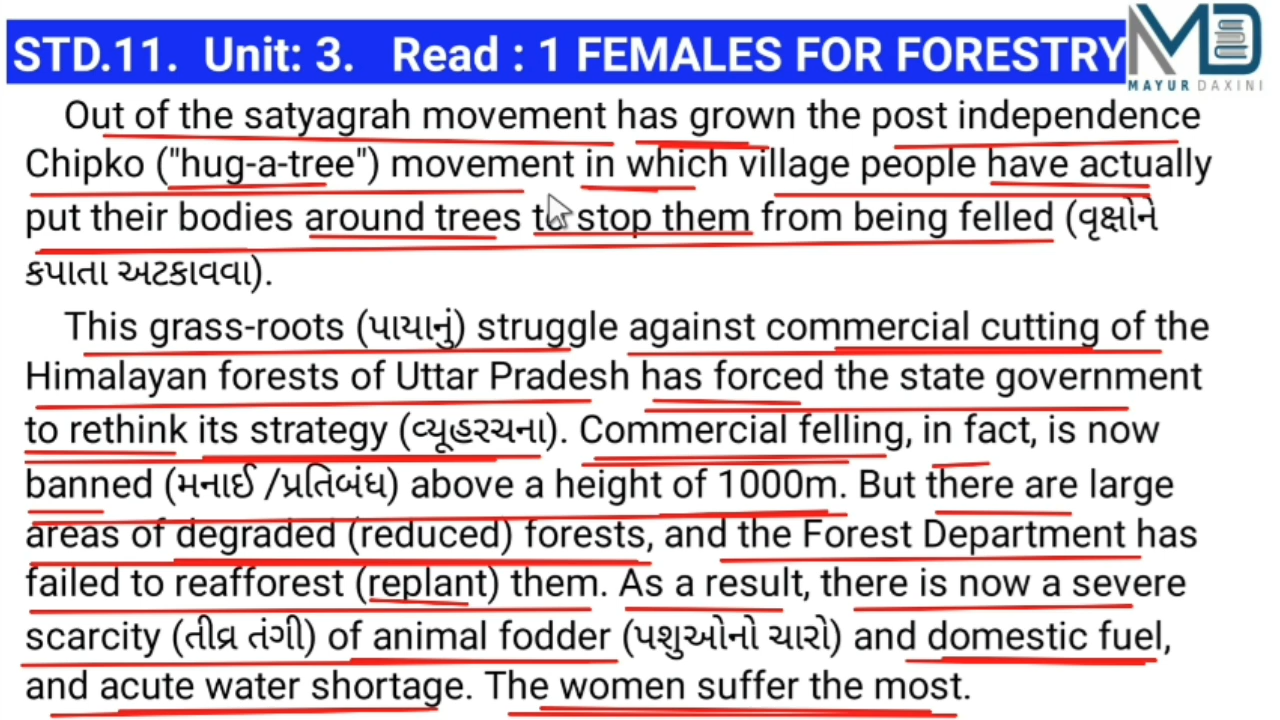 STD.11. Unit: 3. Read : 1 FEMALES FOR FORESTRY
MD
MAYUR DAXINI
Out of the satyagrah movement has grown the post independence
Chipko ("hug-a-tree") movement in which village people have actually
put their bodies around trees to stop them from being felled (વૃક્ષોને
કપાતા અટકાવવા).
This grass-roots (પાયાનું) struggle against commercial cutting of the
Himalayan forests of Uttar Pradesh has forced the state government
to rethink its strategy (વ્યૂહરચના). Commercial felling, in fact, is now
banned (મનાઈ /પ્રતિબંધ) above a height of 1000m. But there are large
areas of degraded (reduced) forests, and the Forest Department has
failed to reafforest (replant) them. As a result, there is now a severe
scarcity (તીવ્ર તંગી) of animal fodder (પશુઓનો ચારો) and domestic fuel,
and acute water shortage. The women suffer the most.